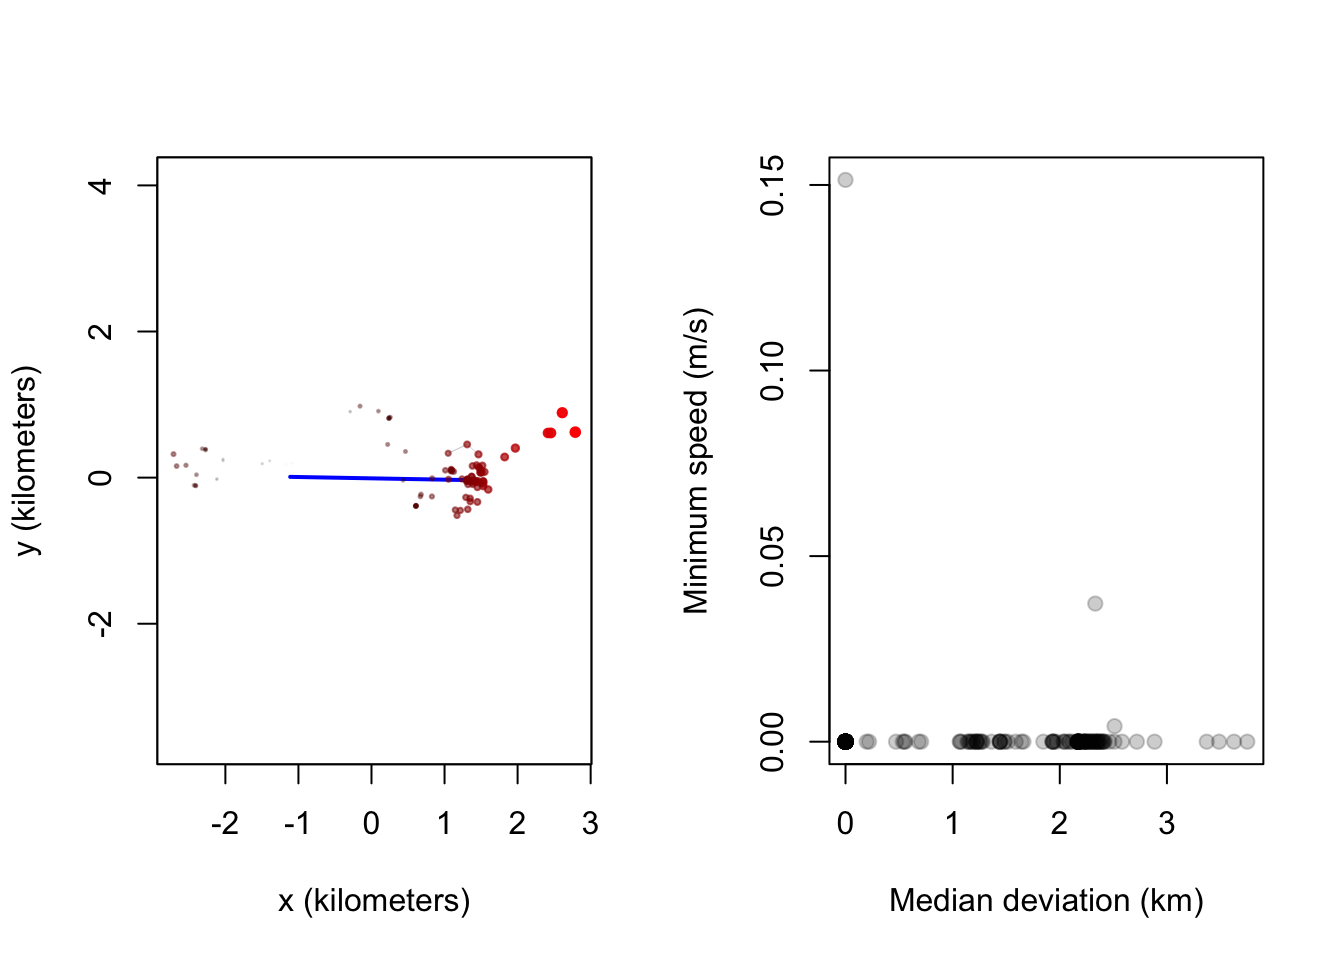 4
2
0
-2
y (kilometers)
-2 -1 0 1 2 3
x (kilometers)
0.15
0.10
0.05
0.00
Minimum speed (m/s)
0 1 2 3
Median deviation (km)